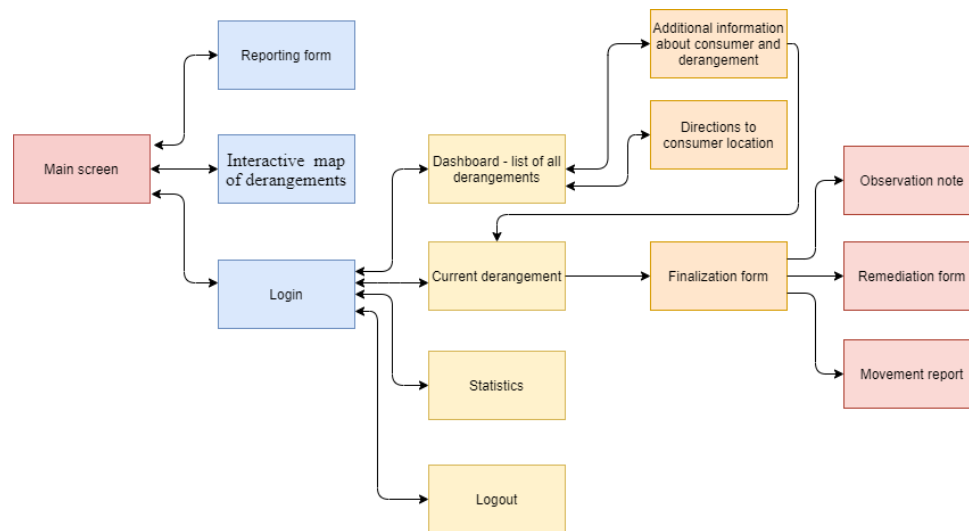 Additional information
about consumer and
derangement
Reporting form
Directions to
consumer location
Main screen
Interactive map
of derangements
Dashboard - list of all
derangements
Observation note
Login
Current derangement
Finalization form
Remediation form
Statistics
Movement report
Logout